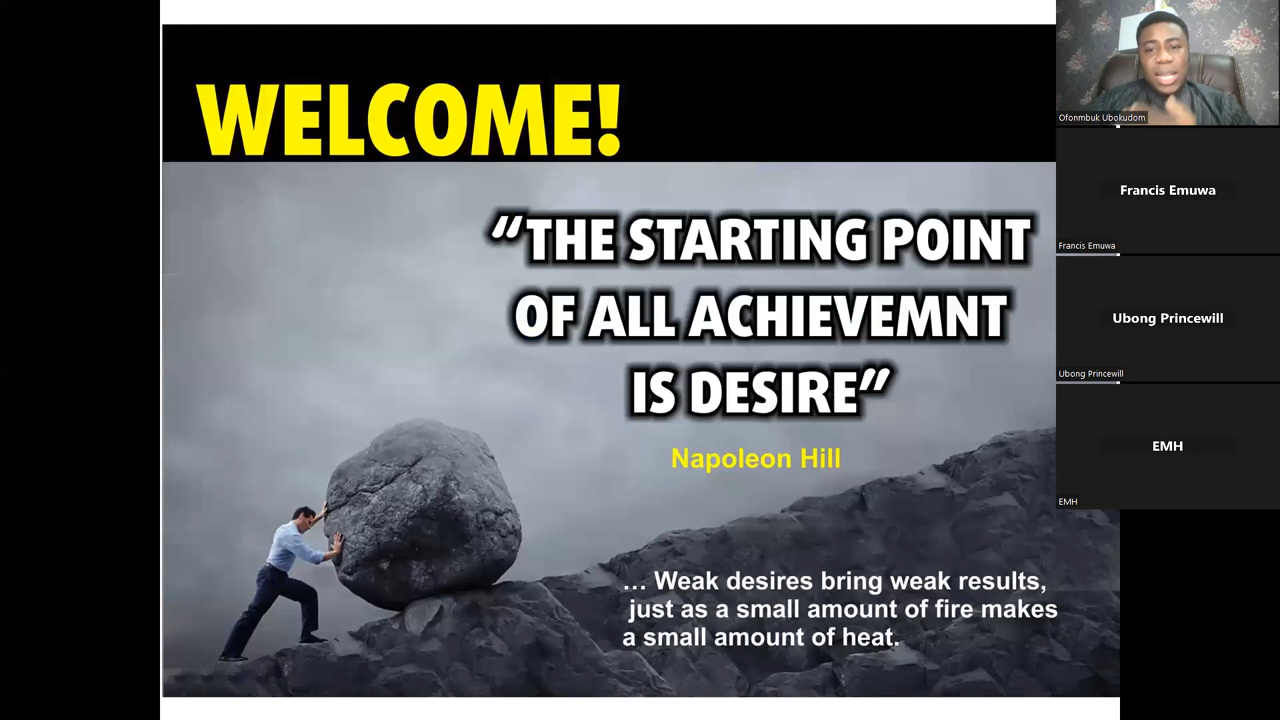 WELCOME!
“THE STARTING POINT
OF ALL ACHIEVEMNT
IS DESIRE”
Napoleon Hill
… Weak desires bring weak results,
just as a small amount of fire makes
a small amount of heat.
Ofonmbuk Ubokudom
Francis Emuwa
Francis Emuwa
Ubong Princewill
Ubong Princewill
EMH
EMH